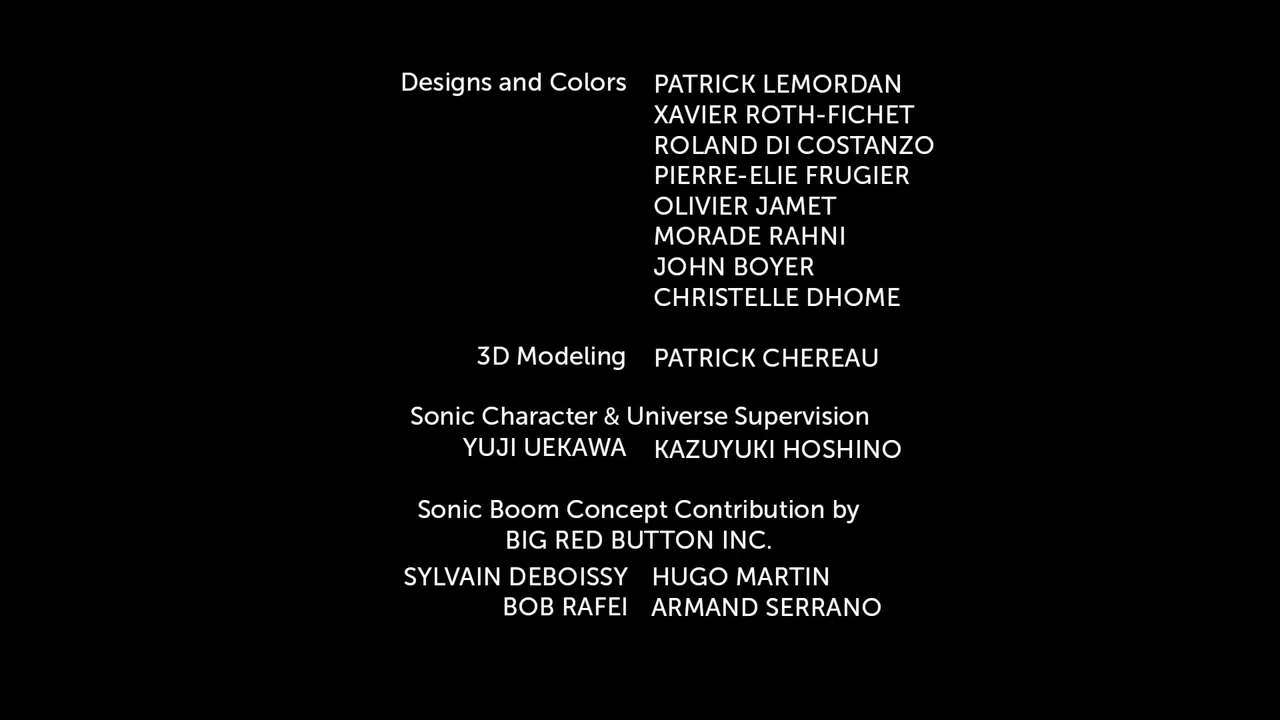 Designs and Colors PATRICK LEMORDAN
XAVIER ROTH-FICHET
ROLAND DI COSTANZO
PIERRE-ELIE FRUGIER
OLIVIER JAMET
MORADE RAHNI
JOHN BOYER
CHRISTELLE DHOME
3D Modeling PATRICK CHEREAU
Sonic Character & Universe Supervision
YUJI UEKAWA KAZUYUKI HOSHINO
Sonic Boom Concept Contribution by
BIG RED BUTTON INC.
SYLVAIN DEBOISSY HUGO MARTIN
BOB RAFEI ARMAND SERRANO